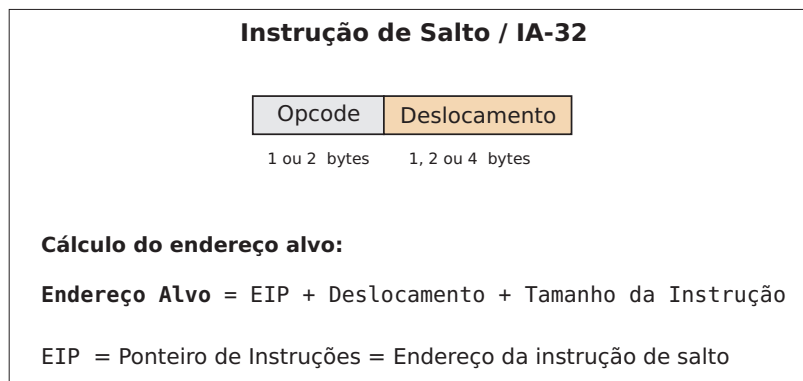 Instrução de Salto / IA-32
Opcode Deslocamento
1 ou 2 bytes 1, 2 ou 4 bytes
Cálculo do endereço alvo:
Endereço Alvo = EIP + Deslocamento + Tamanho da Instrução
EIP = Ponteiro de Instruções = Endereço da instrução de salto